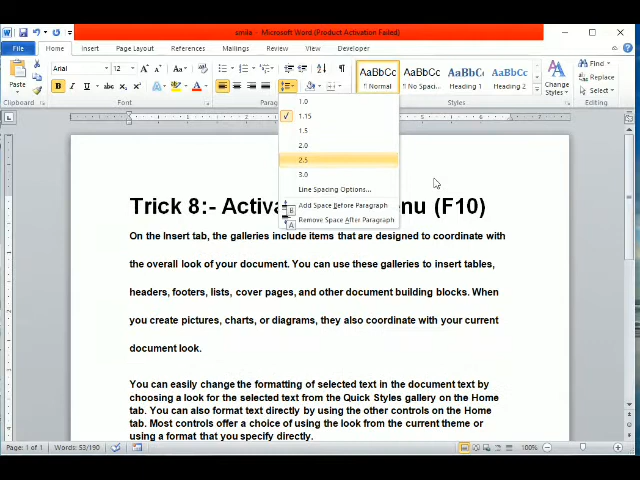 smila - Microsoft Word (Product Activation Failed)
File Home Insert Page Layout References Mailings Review View Developer
Arial 12
Paste
B I U abc
AaBbCc AaBbCc AaBbC AaBbCc
¶ Normal ¶ No Spaci... Heading 1 Heading 2
Change
Styles
Find
Replace
Select
Clipboard Font Styles Editing
1.0
1.15
1.5
2.0
2.5
3.0
Line Spacing Options...
Add Space Before Paragraph
Remove Space After Paragraph
Trick 8:- Activa nu (F10)
On the Insert tab, the galleries include items that are designed to coordinate with
the overall look of your document. You can use these galleries to insert tables,
headers, footers, lists, cover pages, and other document building blocks. When
you create pictures, charts, or diagrams, they also coordinate with your current
document look.
You can easily change the formatting of selected text in the document text by
choosing a look for the selected text from the Quick Styles gallery on the Home
tab. You can also format text directly by using the other controls on the Home
tab. Most controls offer a choice of using the look from the current theme or
using a format that you specify directly.
Page: 1 of 1 Words: 53/190 100%